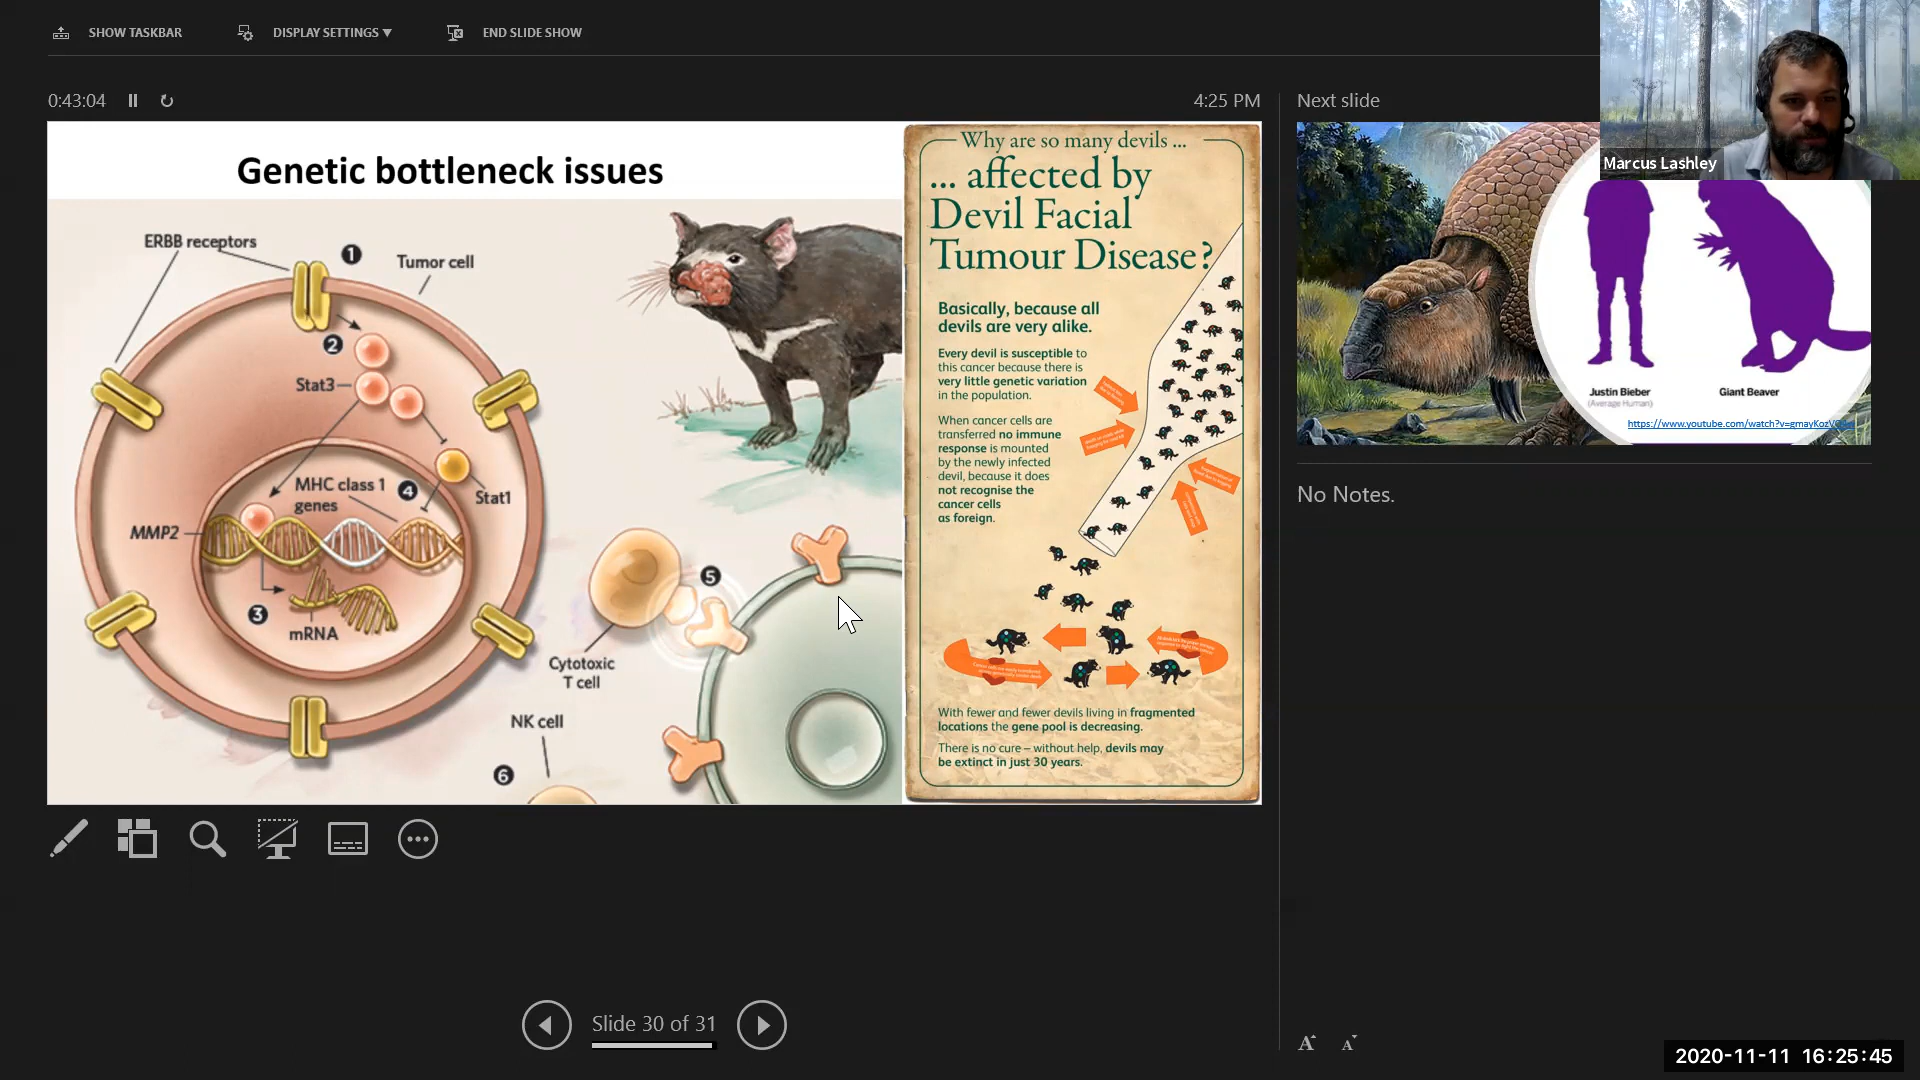 SHOW TASKBAR
DISPLAY SETTINGS ▼
END SLIDE SHOW
0:43:04
4:25 PM
Next slide
Marcus Lashley
Genetic bottleneck issues
ERBB receptors
1
Tumor cell
2
Stat3
MHC class 1
genes
4
Stat1
MMP2
3
mRNA
5
Cytotoxic
T cell
NK cell
6
Why are so many devils ...
... affected by
Devil Facial
Tumour Disease?
Basically, because all
devils are very alike.
Every devil is susceptible to
this cancer because there is
very little genetic variation
in the population.
When cancer cells are
transferred no immune
response is mounted
by the newly infected
devil, because it does
not recognise the
cancer cells
as foreign.
With fewer and fewer devils living in fragmented
locations the gene pool is decreasing.
There is no cure – without help, devils may
be extinct in just 30 years.
Justin Bieber
(Average Human)
Giant Beaver
No Notes.
Slide 30 of 31
A A
2020-11-11 16:25:45